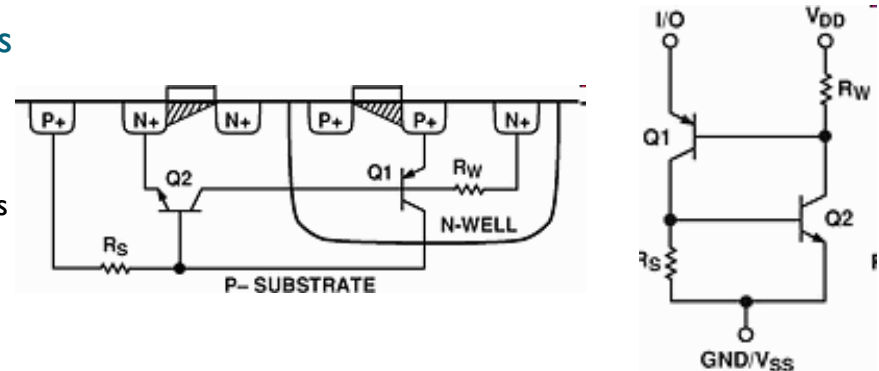 s
I/O VDD
RW
P+ N+ N+ P+ P+ N+
Q1
Q2 Q1 RW
s
N-WELL
Q2
RS
RS
P– SUBSTRATE
GND/VSS